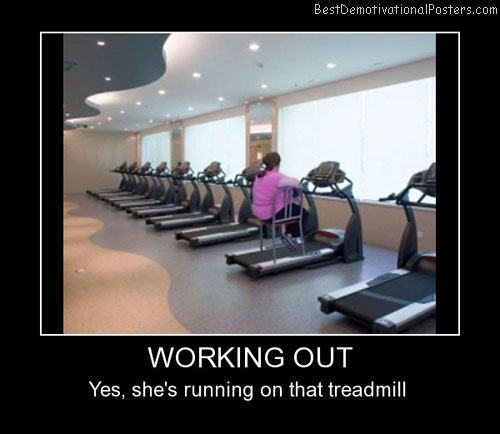 BestDemotivationalPosters.com
WORKING OUT
Yes, she's running on that treadmill